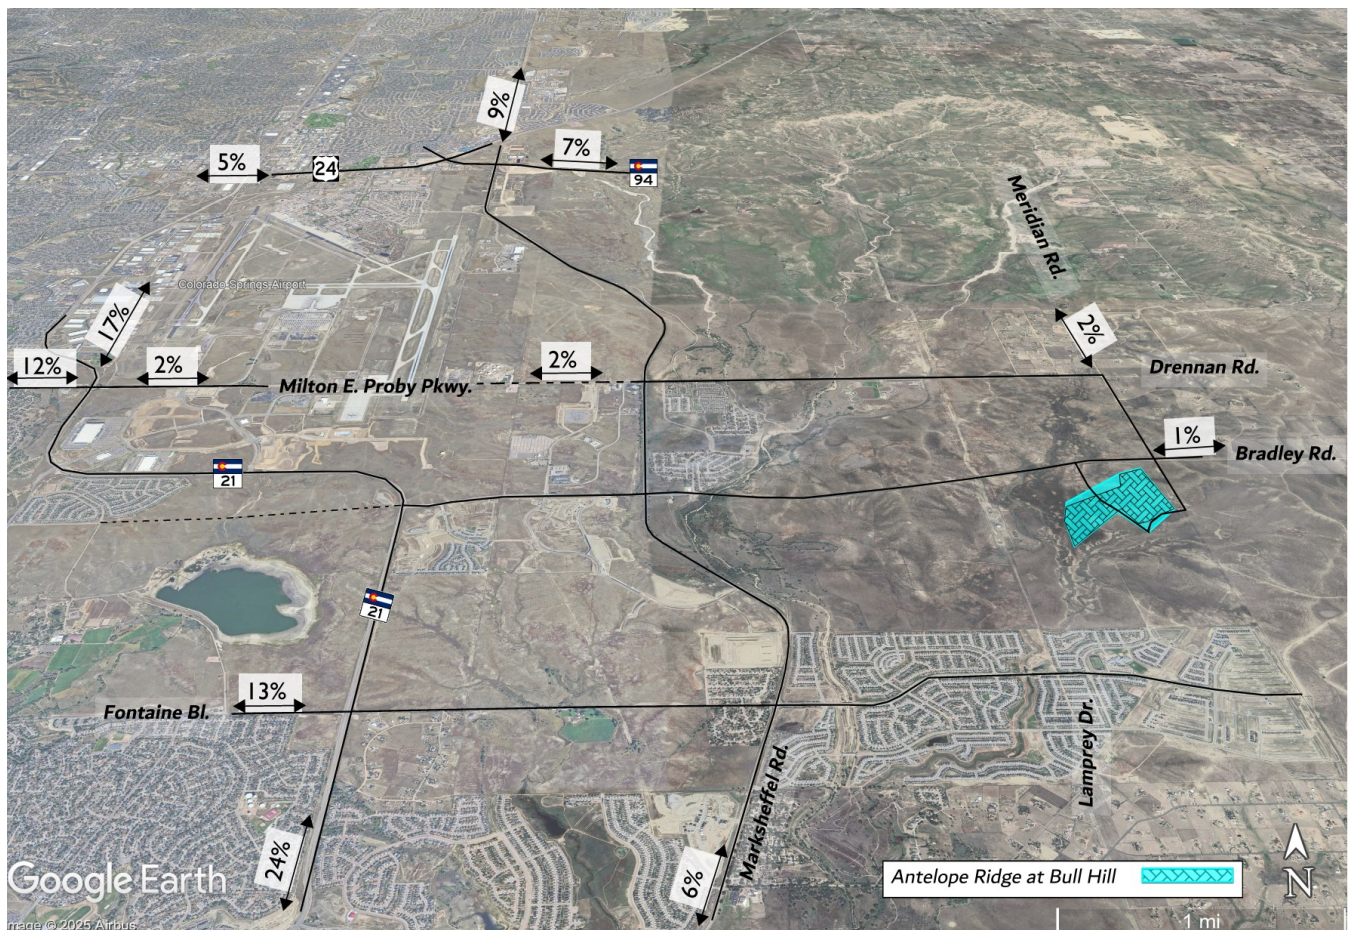 9%
5%
24
7%
94
Meridian Rd.
Colorado Springs Airport
17%
2%
12%
2%
2%
Milton E. Proby Pkwy.
Drennan Rd.
1%
Bradley Rd.
21
21
13%
Fontaine Bl.
Lamprey Dr.
Marksheffel Rd.
24%
6%
Google Earth
Antelope Ridge at Bull Hill
N
mage © 2025 Airbus
1 mi